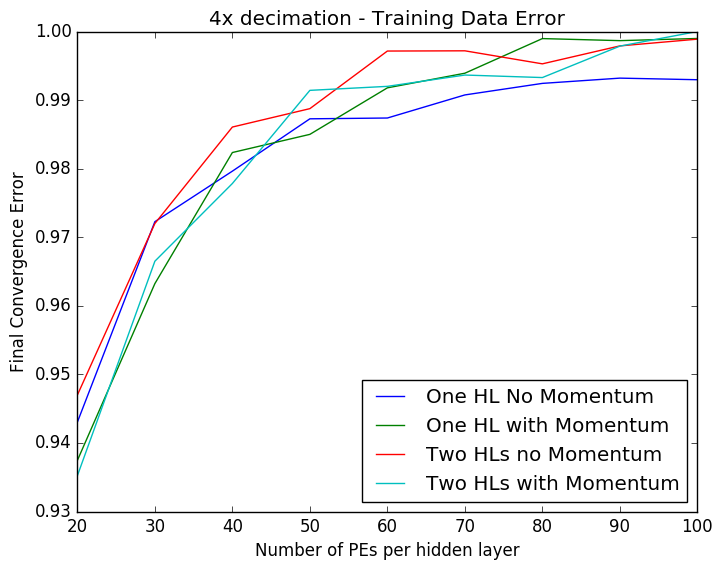 4x decimation - Training Data Error
1.00
0.99
0.98
0.97
0.96
0.95
0.94
0.93
Final Convergence Error
One HL No Momentum
One HL with Momentum
Two HLs no Momentum
Two HLs with Momentum
20 30 40 50 60 70 80 90 100
Number of PEs per hidden layer